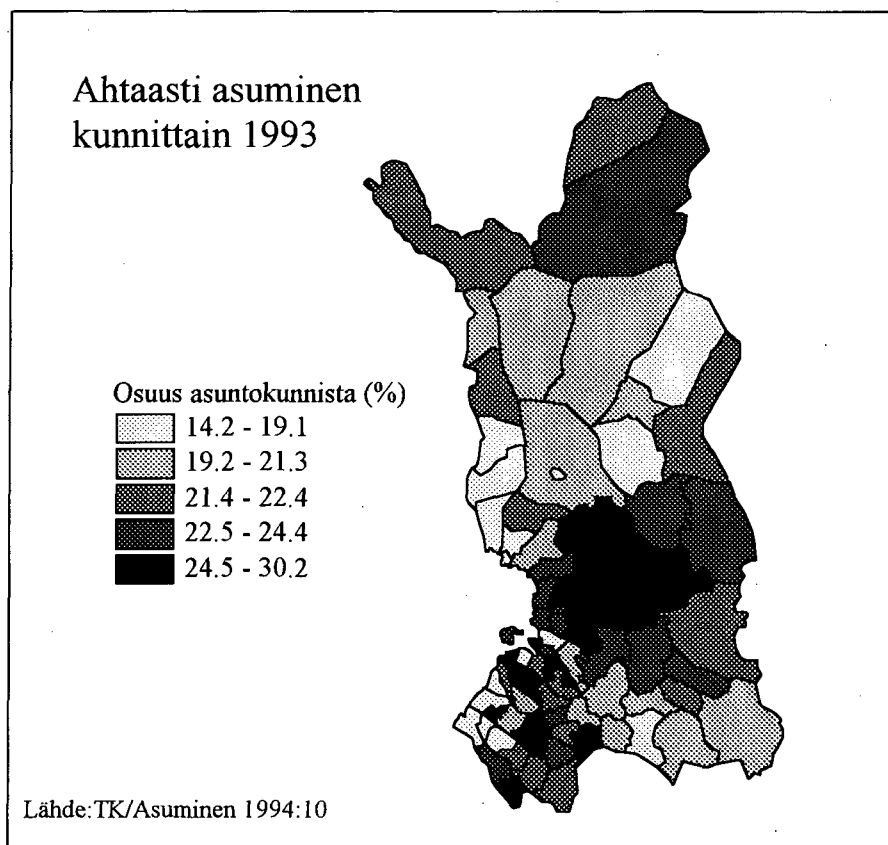 Ahtaasti asuminen
kunnittain 1993
Osuus asuntokunnista (%)
14.2 - 19.1
19.2 - 21.3
21.4 - 22.4
22.5 - 24.4
24.5 - 30.2
Lähde:TK/Asuminen 1994:10